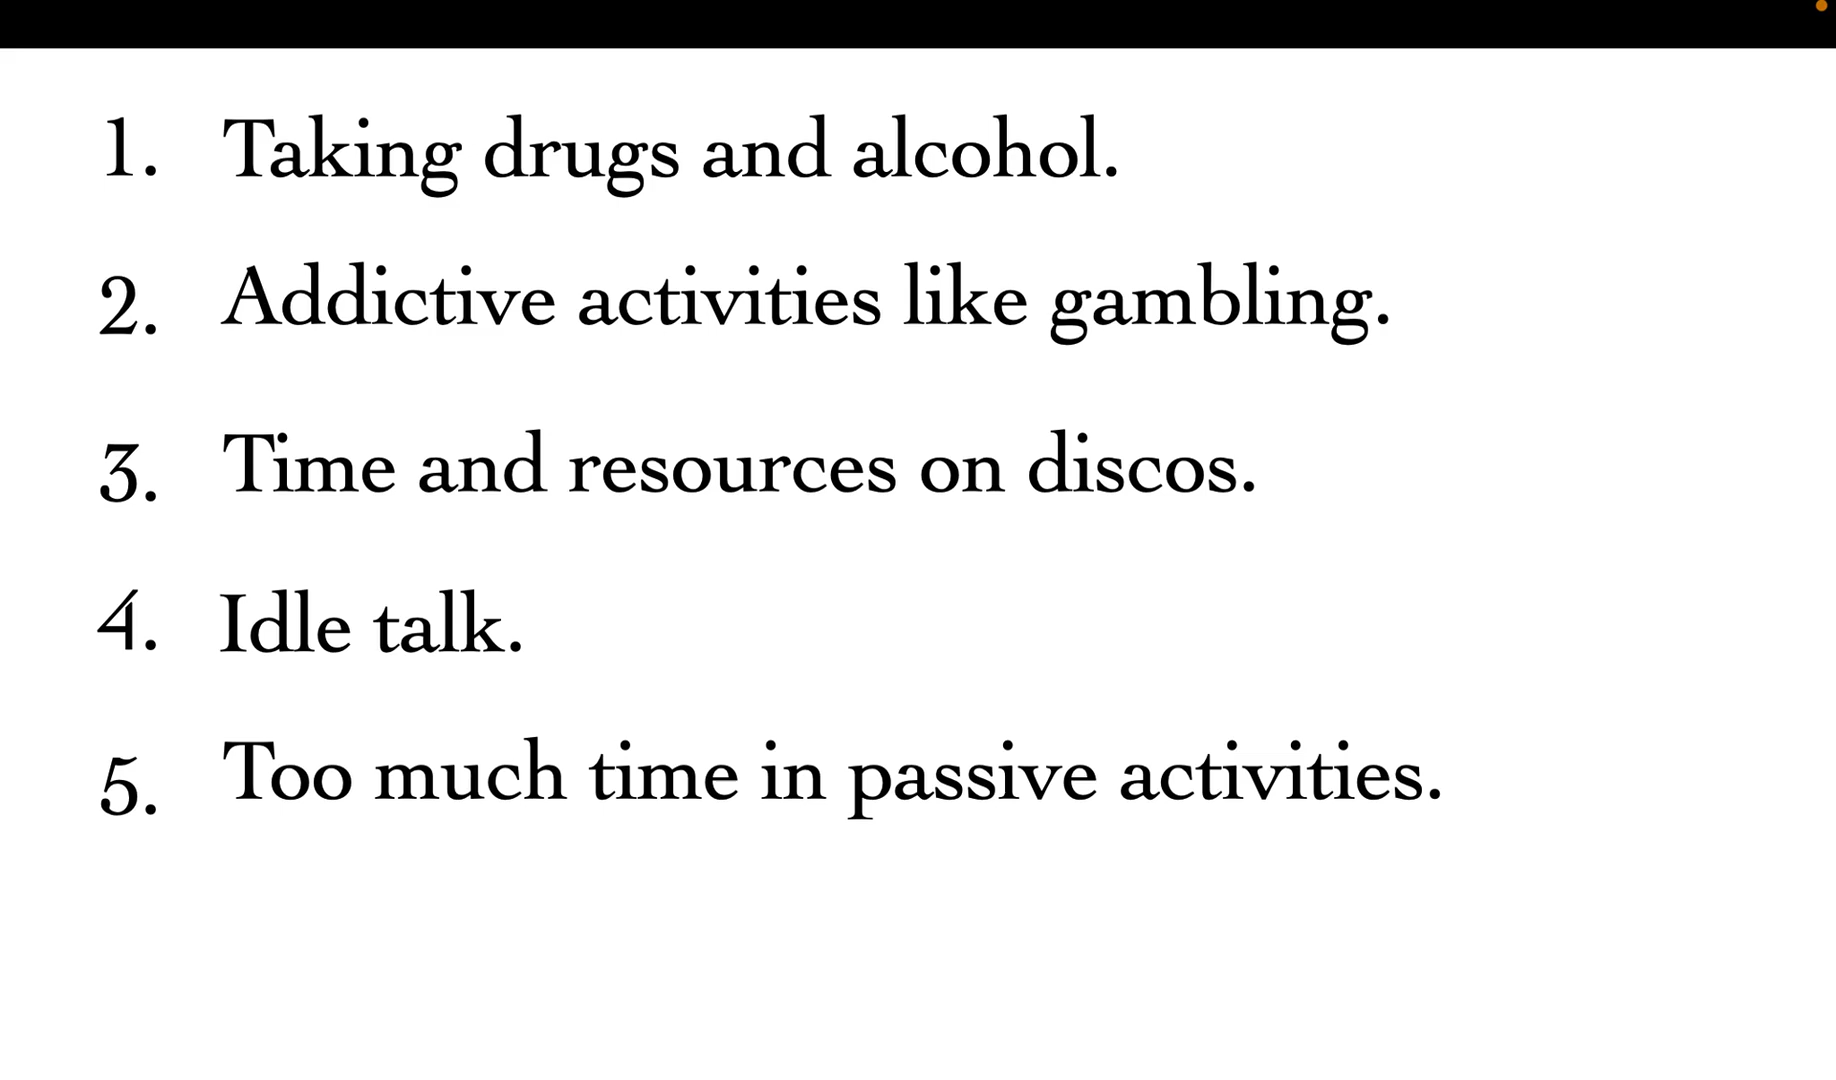 1. Taking drugs and alcohol.
2. Addictive activities like gambling.
3. Time and resources on discos.
4. Idle talk.
5. Too much time in passive activities.